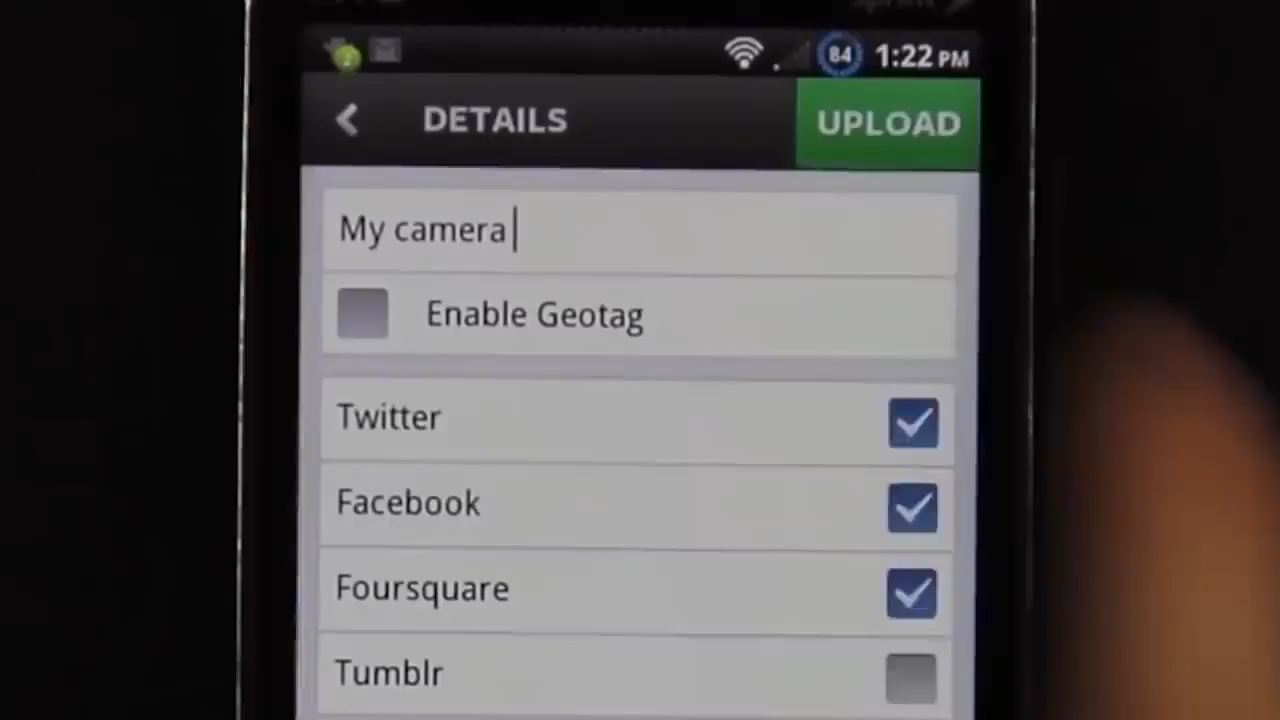 84 1:22 PM
DETAILS UPLOAD
My camera
Enable Geotag
Twitter
Facebook
Foursquare
Tumblr